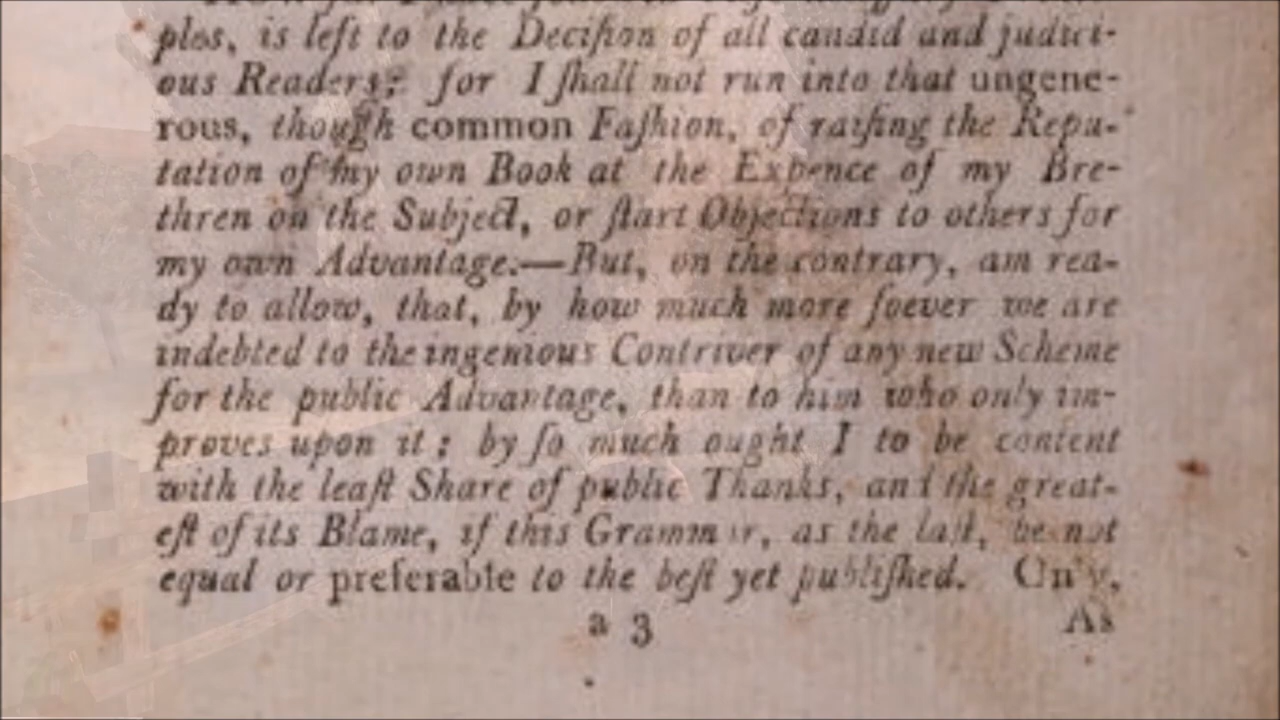 ples, is left to the Deciſion of all candid and judici-
ous Readers; for I ſhall not run into that ungene-
rous, though common Faſhion, of raiſing the Repu-
tation of my own Book at the Expence of my Bre-
thren on the Subject, or ſtart Objections to others for
my own Advantage.—But, on the contrary, am rea-
dy to allow, that, by how much more ſoever we are
indebted to the ingenious Contriver of any new Scheme
for the public Advantage, than to him who only im-
proves upon it; by ſo much ought I to be content
with the leaſt Share of public Thanks, and the great-
eſt of its Blame, if this Grammar, as the laſt, be not
equal or preferable to the beſt yet publiſhed. Only,
a 3
As